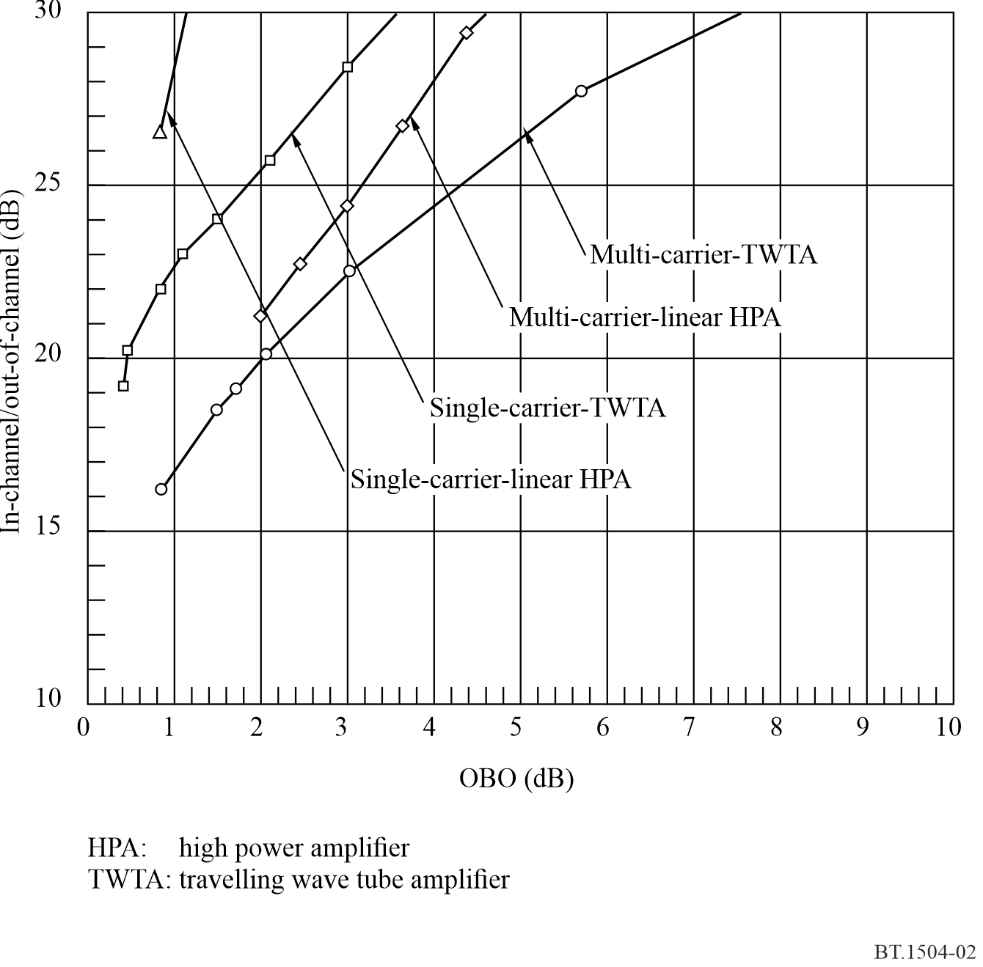 30
25
20
15
10
In-channel/out-of-channel (dB)
Multi-carrier-TWTA
Multi-carrier-linear HPA
Single-carrier-TWTA
Single-carrier-linear HPA
0 1 2 3 4 5 6 7 8 9 10
OBO (dB)
HPA: high power amplifier
TWTA: travelling wave tube amplifier
BT.1504-02